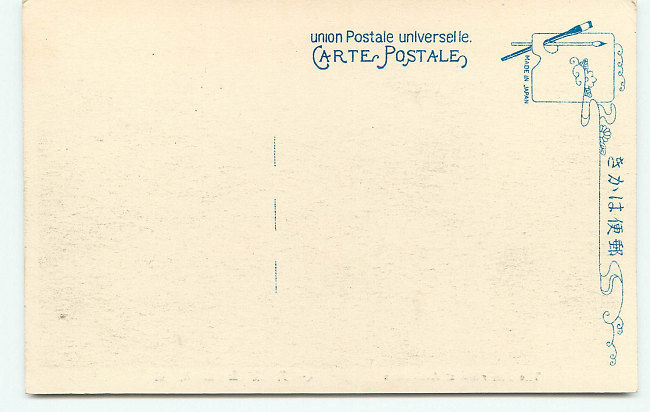 union Postale universelle.
CARTE POSTALE
MADE IN JAPAN
きかは便郵